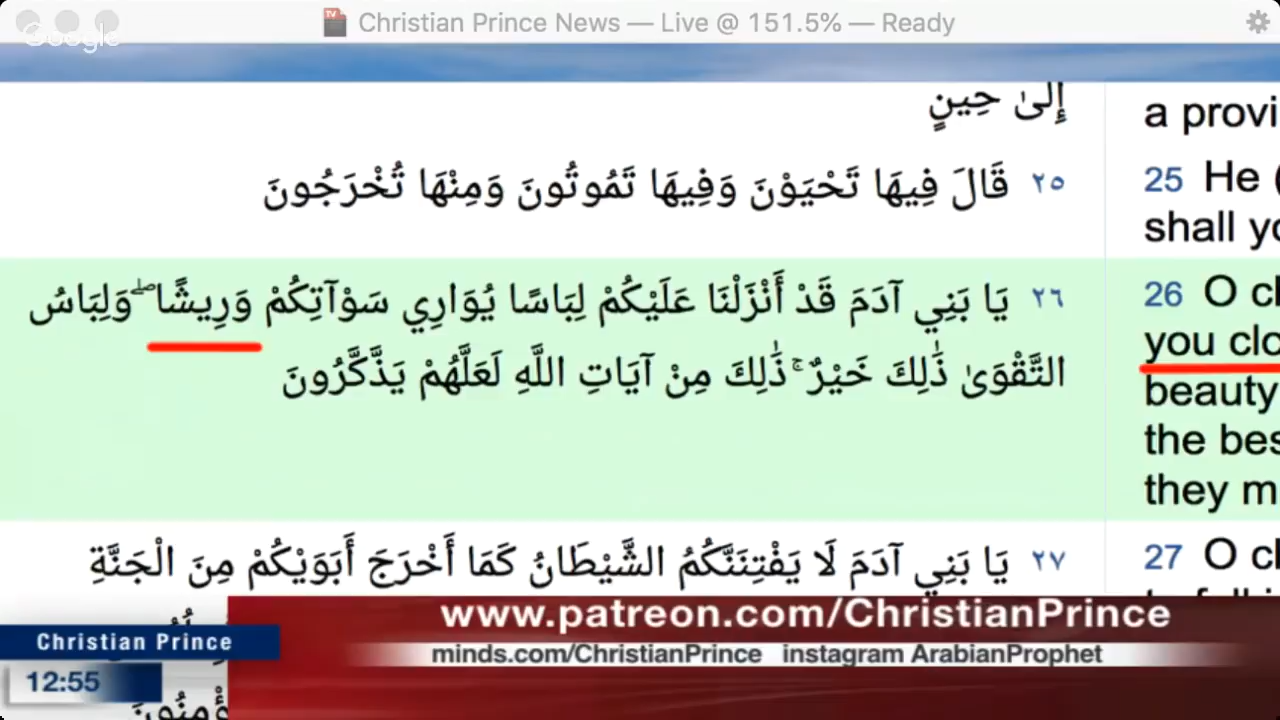 Christian Prince News — Live @ 151.5% — Ready
Google
إِلَىٰ حِينٍ
a provi
٢٥ قَالَ فِيهَا تَحْيَوْنَ وَفِيهَا تَمُوتُونَ وَمِنْهَا تُخْرَجُونَ
25 He (
shall yo
٢٦ يَا بَنِي آدَمَ قَدْ أَنْزَلْنَا عَلَيْكُمْ لِبَاسًا يُوَارِي سَوْآتِكُمْ وَرِيشًا ۖ وَلِبَاسُ
التَّقْوَىٰ ذَٰلِكَ خَيْرٌ ۚ ذَٰلِكَ مِنْ آيَاتِ اللَّهِ لَعَلَّهُمْ يَذَّكَّرُونَ
26 O cl
you clo
beauty
the bes
they m
٢٧ يَا بَنِي آدَمَ لَا يَفْتِنَنَّكُمُ الشَّيْطَانُ كَمَا أَخْرَجَ أَبَوَيْكُمْ مِنَ الْجَنَّةِ
27 O cl
www.patreon.com/ChristianPrince
Christian Prince
minds.com/ChristianPrince instagram ArabianProphet
12:55